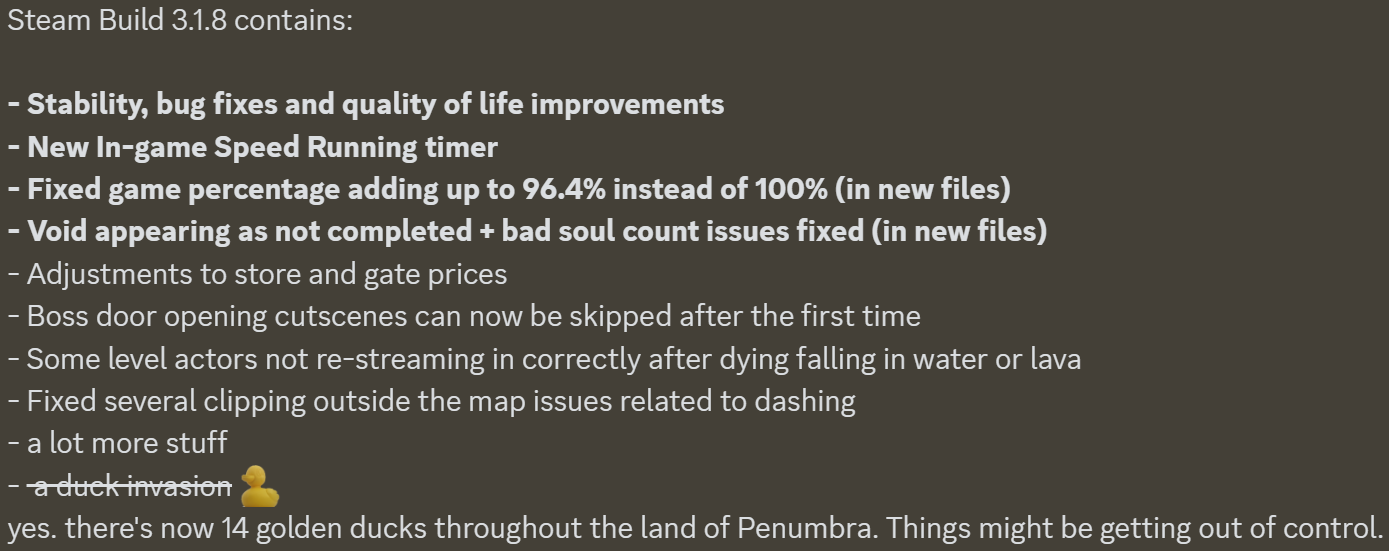 Steam Build 3.1.8 contains:
- Stability, bug fixes and quality of life improvements
- New In-game Speed Running timer
- Fixed game percentage adding up to 96.4% instead of 100% (in new files)
- Void appearing as not completed + bad soul count issues fixed (in new files)
- Adjustments to store and gate prices
- Boss door opening cutscenes can now be skipped after the first time
- Some level actors not re-streaming in correctly after dying falling in water or lava
- Fixed several clipping outside the map issues related to dashing
- a lot more stuff
- a duck invasion
yes. there's now 14 golden ducks throughout the land of Penumbra. Things might be getting out of control.